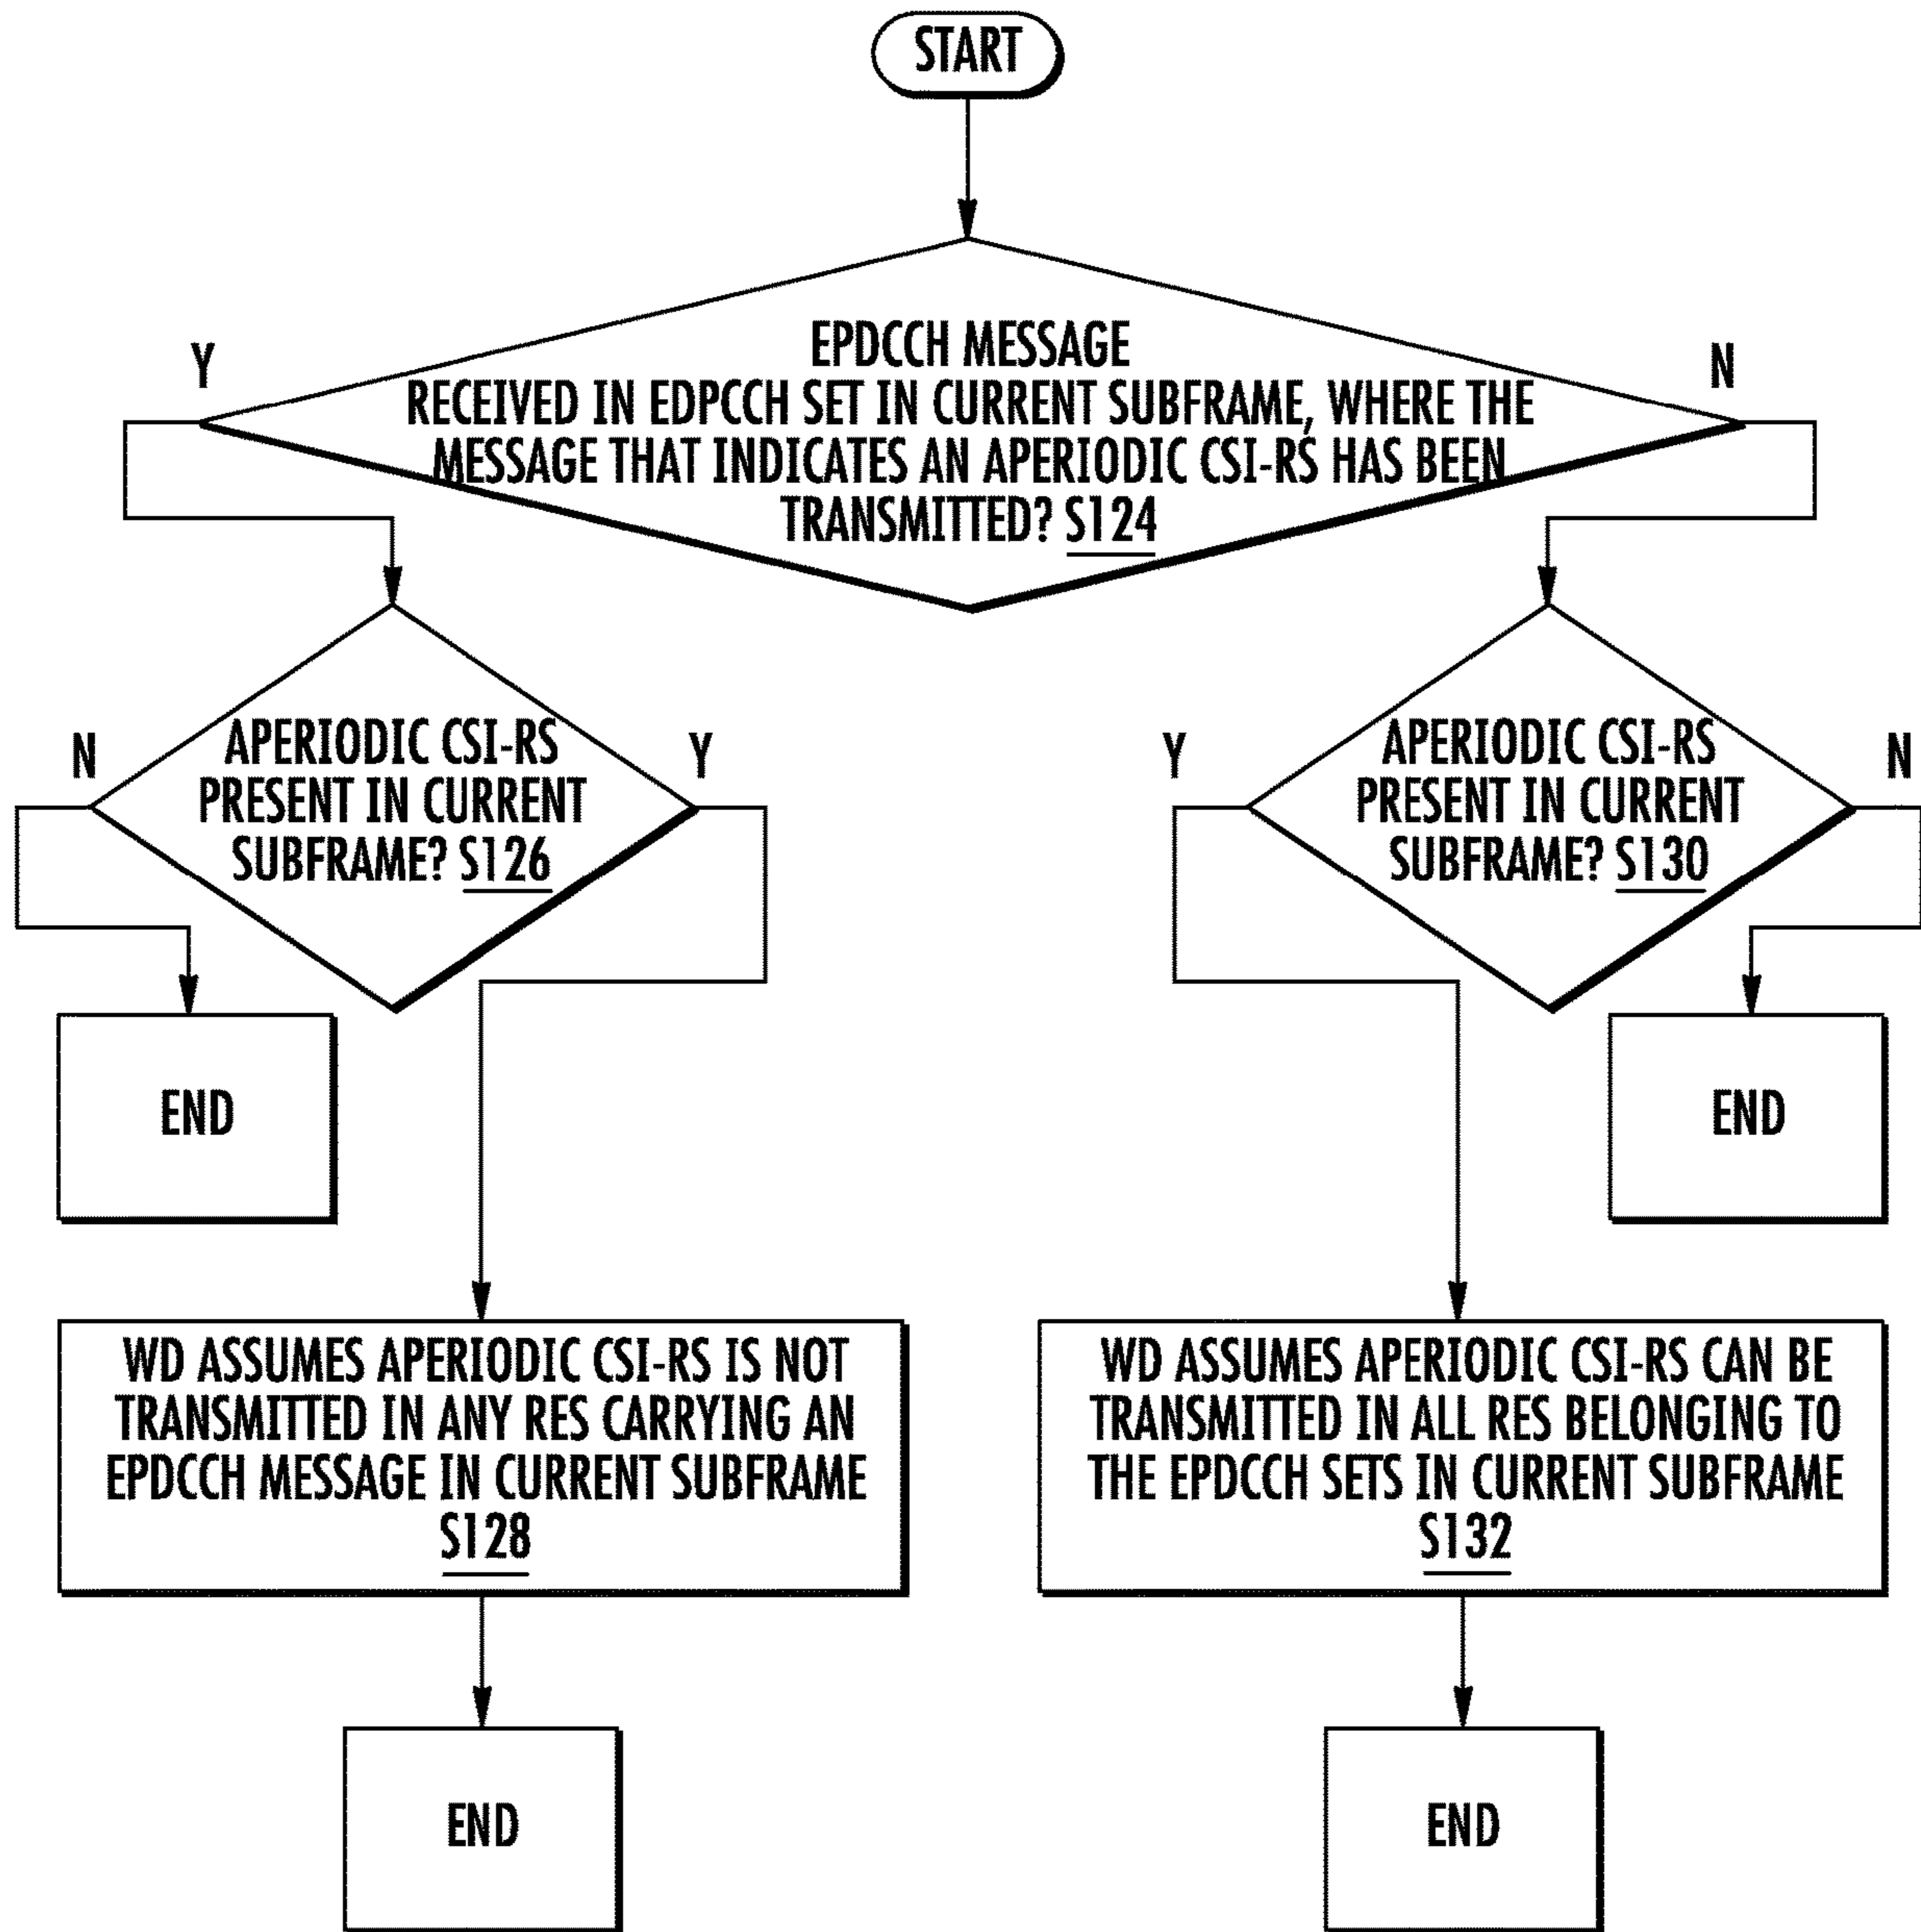 START
Y
N
EPDCCH MESSAGE
RECEIVED IN EDPCCH SET IN CURRENT SUBFRAME, WHERE THE
MESSAGE THAT INDICATES AN APERIODIC CSI-RS HAS BEEN
TRANSMITTED? S124
N
APERIODIC CSI-RS
PRESENT IN CURRENT
SUBFRAME? S126
Y
Y
APERIODIC CSI-RS
PRESENT IN CURRENT
SUBFRAME? S130
N
END
END
WD ASSUMES APERIODIC CSI-RS IS NOT
TRANSMITTED IN ANY RES CARRYING AN
EPDCCH MESSAGE IN CURRENT SUBFRAME
S128
WD ASSUMES APERIODIC CSI-RS CAN BE
TRANSMITTED IN ALL RES BELONGING TO
THE EPDCCH SETS IN CURRENT SUBFRAME
S132
END
END